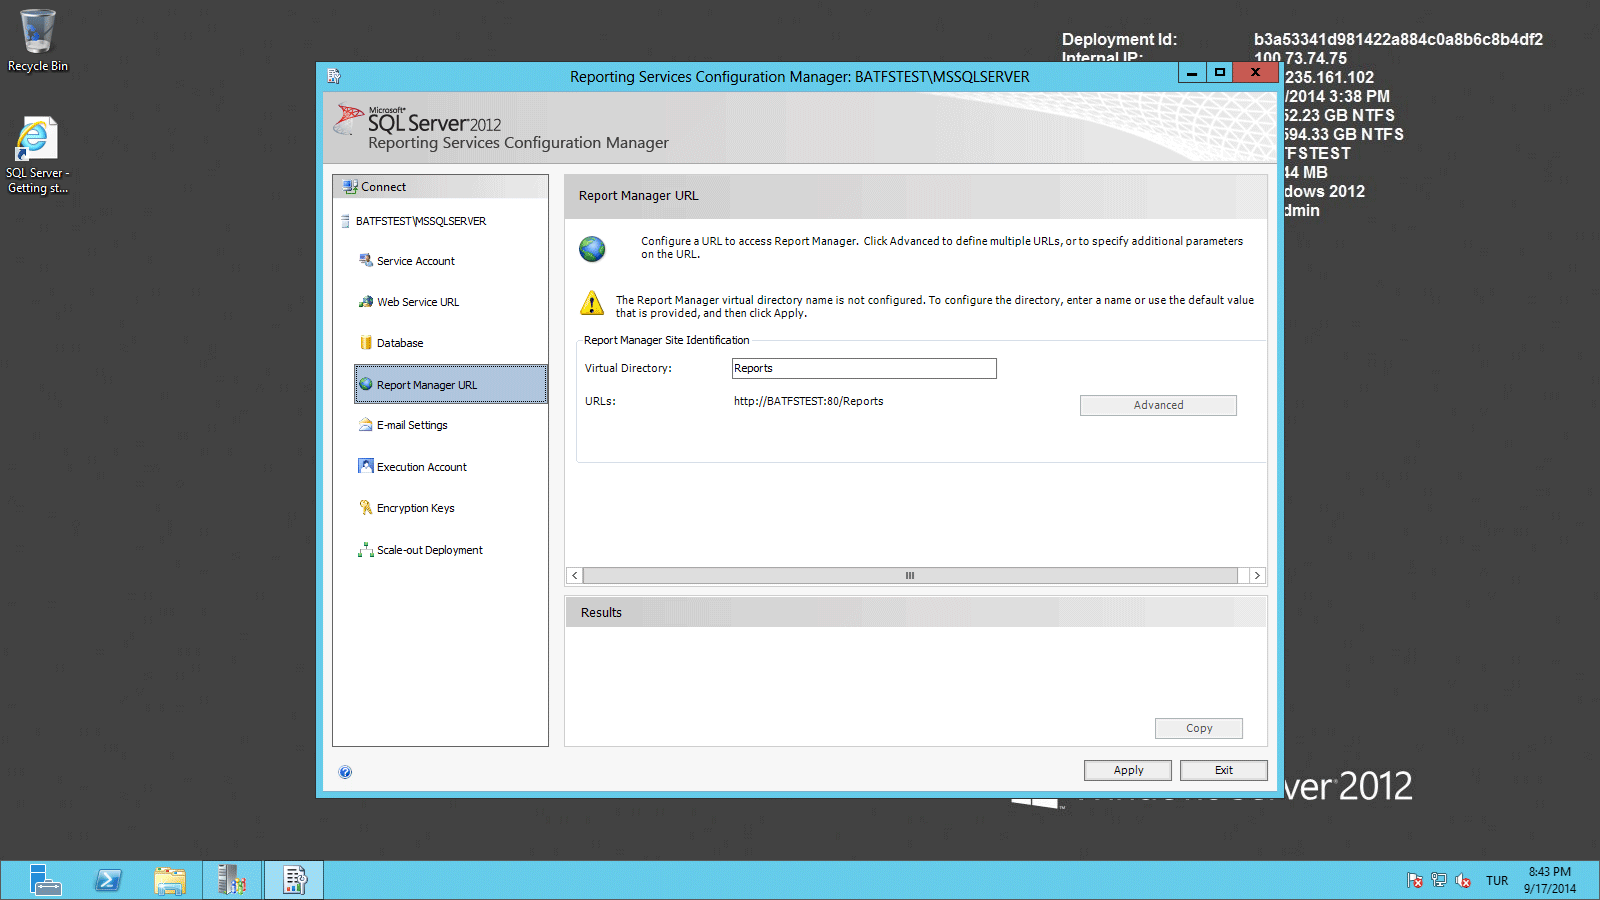 Recycle Bin
SQL Server -
Getting st...
Deployment Id: b3a53341d981422a884c0a8b6c8b4df2
Internal IP: 100.73.74.75
235.161.102
/2014 3:38 PM
2.23 GB NTFS
594.33 GB NTFS
FSTEST
44 MB
dows 2012
dmin
Reporting Services Configuration Manager: BATFSTEST\MSSQLSERVER
Microsoft®
SQL Server 2012
Reporting Services Configuration Manager
Connect
BATFSTEST\MSSQLSERVER
Service Account
Web Service URL
Database
Report Manager URL
E-mail Settings
Execution Account
Encryption Keys
Scale-out Deployment
Report Manager URL
Configure a URL to access Report Manager. Click Advanced to define multiple URLs, or to specify additional parameters
on the URL.
The Report Manager virtual directory name is not configured. To configure the directory, enter a name or use the default value
that is provided, and then click Apply.
Report Manager Site Identification
Virtual Directory: Reports
URLs: http://BATFSTEST:80/Reports
Advanced
Results
Copy
Apply
Exit
ver 2012
TUR
8:43 PM
9/17/2014